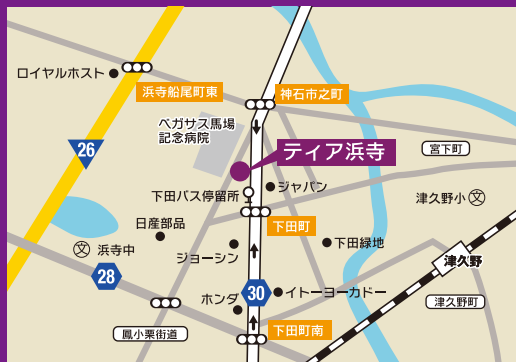 ロイヤルホスト
浜寺船尾町東
神石市之町
ペガサス馬場
記念病院
26
ティア浜寺
宮下町
下田バス停留所
ジャパン
津久野小
文
日産部品
下田町
文
浜寺中
ジョーシン
下田緑地
津久野
28
ホンダ
30
イトーヨーカドー
津久野町
鳳小栗街道
下田町南